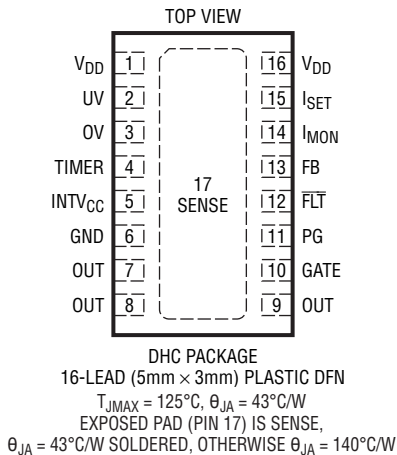 TOP VIEW
VDD 1 16 VDD
UV 2 15 ISET
OV 3 14 IMON
TIMER 4 13 FB
17
SENSE
INTVCC 5 12 FLT
GND 6 11 PG
OUT 7 10 GATE
OUT 8 9 OUT
DHC PACKAGE
16-LEAD (5mm × 3mm) PLASTIC DFN
TJMAX = 125°C, θJA = 43°C/W
EXPOSED PAD (PIN 17) IS SENSE,
θJA = 43°C/W SOLDERED, OTHERWISE θJA = 140°C/W